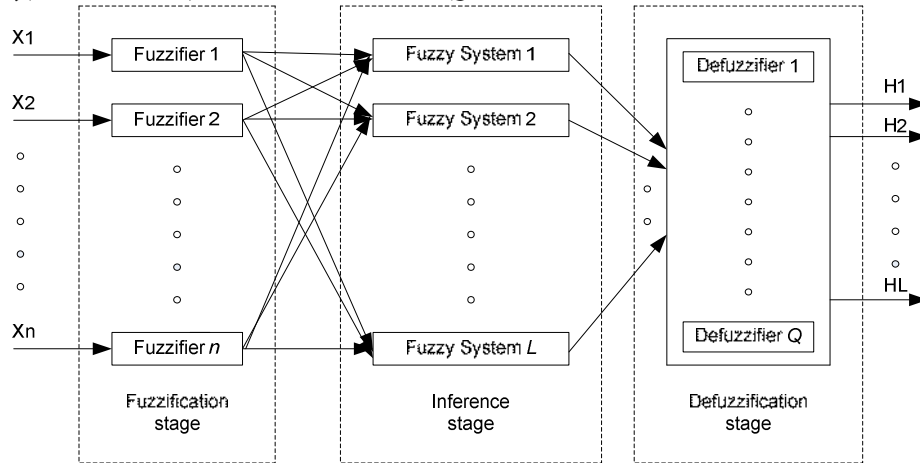 X1
Fuzzifier 1
Fuzzy System 1
Defuzzifier 1
H1
X2
Fuzzifier 2
Fuzzy System 2
H2
HL
Xn
Fuzzifier n
Fuzzy System L
Defuzzifier Q
Fuzzification
stage
Inference
stage
Defuzzification
stage